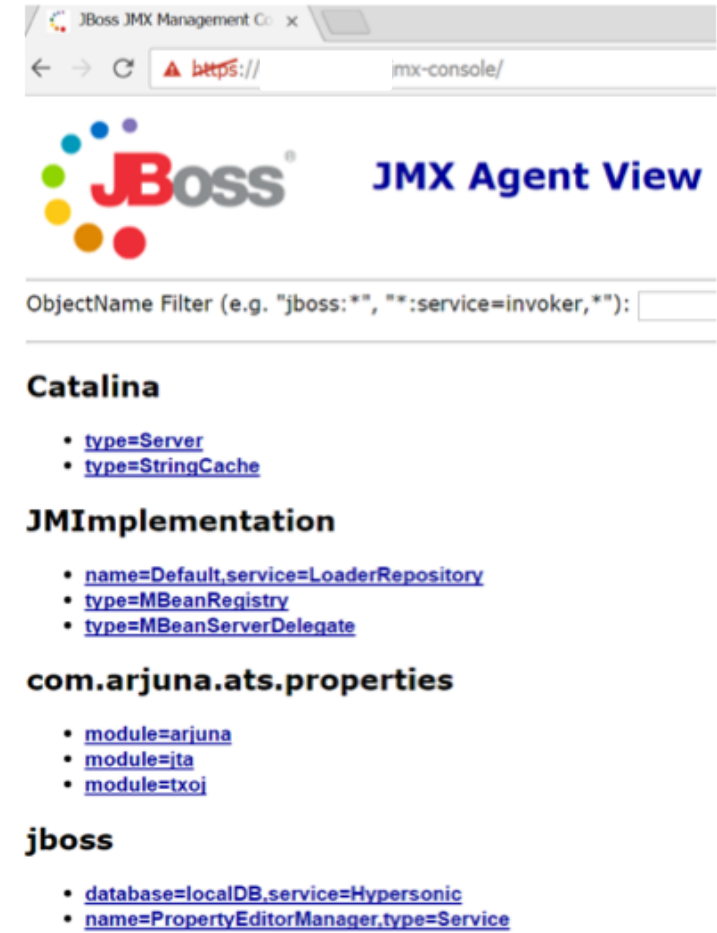 JBoss JMX Management Co
https:// jmx-console/
JBoss®
JMX Agent View
ObjectName Filter (e.g. "jboss:*", "*:service=invoker,*"):
Catalina
type=Server
type=StringCache
JMImplementation
name=Default,service=LoaderRepository
type=MBeanRegistry
type=MBeanServerDelegate
com.arjuna.ats.properties
module=arjuna
module=jta
module=txoj
jboss
database=localDB,service=Hypersonic
name=PropertyEditorManager,type=Service